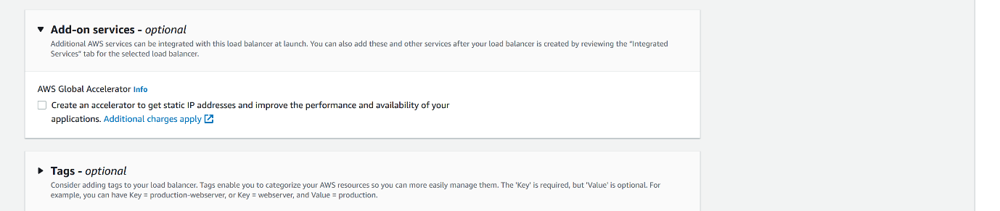 Add-on services - optional
Additional AWS services can be integrated with this load balancer at launch. You can also add these and other services after your load balancer is created by reviewing the "Integrated
Services" tab for the selected load balancer.
AWS Global Accelerator Info
Create an accelerator to get static IP addresses and improve the performance and availability of your
applications. Additional charges apply
Tags - optional
Consider adding tags to your load balancer. Tags enable you to categorize your AWS resources so you can more easily manage them. The 'Key' is required, but 'Value' is optional. For
example, you can have Key = production-webserver, or Key = webserver, and Value = production.